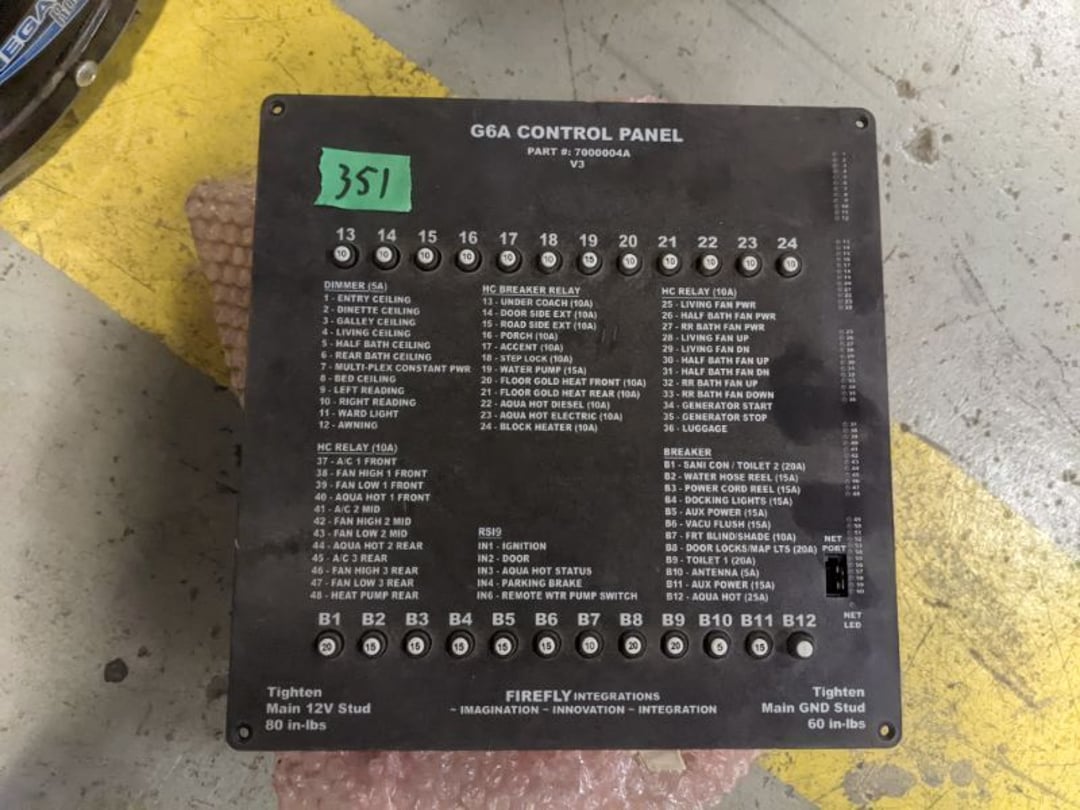 EGA
G6A CONTROL PANEL
PART #: 7000004A
V3
351
13 14 15 16 17 18 19 20 21 22 23 24
10 10 10 10 10 10 15 10 10 10 10 10
DIMMER (5A)
1 - ENTRY CEILING
2 - DINETTE CEILING
3 - GALLEY CEILING
4 - LIVING CEILING
5 - HALF BATH CEILING
6 - REAR BATH CEILING
7 - MULTI-PLEX CONSTANT PWR
8 - BED CEILING
9 - LEFT READING
10 - RIGHT READING
11 - WARD LIGHT
12 - AWNING
HC BREAKER RELAY
13 - UNDER COACH (10A)
14 - DOOR SIDE EXT (10A)
15 - ROAD SIDE EXT (10A)
16 - PORCH (10A)
17 - ACCENT (10A)
18 - STEP LOCK (10A)
19 - WATER PUMP (15A)
20 - FLOOR GOLD HEAT FRONT (10A)
21 - FLOOR GOLD HEAT REAR (10A)
22 - AQUA HOT DIESEL (10A)
23 - AQUA HOT ELECTRIC (10A)
24 - BLOCK HEATER (10A)
HC RELAY (10A)
25 - LIVING FAN PWR
26 - HALF BATH FAN PWR
27 - RR BATH FAN PWR
28 - LIVING FAN UP
29 - LIVING FAN DN
30 - HALF BATH FAN UP
31 - HALF BATH FAN DN
32 - RR BATH FAN UP
33 - RR BATH FAN DOWN
34 - GENERATOR START
35 - GENERATOR STOP
36 - LUGGAGE
HC RELAY (10A)
37 - A/C 1 FRONT
38 - FAN HIGH 1 FRONT
39 - FAN LOW 1 FRONT
40 - AQUA HOT 1 FRONT
41 - A/C 2 MID
42 - FAN HIGH 2 MID
43 - FAN LOW 2 MID
44 - AQUA HOT 2 REAR
45 - A/C 3 REAR
46 - FAN HIGH 3 REAR
47 - FAN LOW 3 REAR
48 - HEAT PUMP REAR
RSI9
IN1 - IGNITION
IN2 - DOOR
IN3 - AQUA HOT STATUS
IN4 - PARKING BRAKE
IN6 - REMOTE WTR PUMP SWITCH
BREAKER
B1 - SANI CON / TOILET 2 (20A)
B2 - WATER HOSE REEL (15A)
B3 - POWER CORD REEL (15A)
B4 - DOCKING LIGHTS (15A)
B5 - AUX POWER (15A)
B6 - VACU FLUSH (15A)
B7 - FRT BLIND/SHADE (10A)
B8 - DOOR LOCKS/MAP LTS (20A)
B9 - TOILET 1 (20A)
B10 - ANTENNA (5A)
B11 - AUX POWER (15A)
B12 - AQUA HOT (25A)
NET
PORT
NET
LED
B1 B2 B3 B4 B5 B6 B7 B8 B9 B10 B11 B12
20 15 15 15 15 15 10 20 20 5 15
Tighten
Main 12V Stud
80 in-lbs
FIREFLY INTEGRATIONS
~ IMAGINATION ~ INNOVATION ~ INTEGRATION
Tighten
Main GND Stud
60 in-lbs